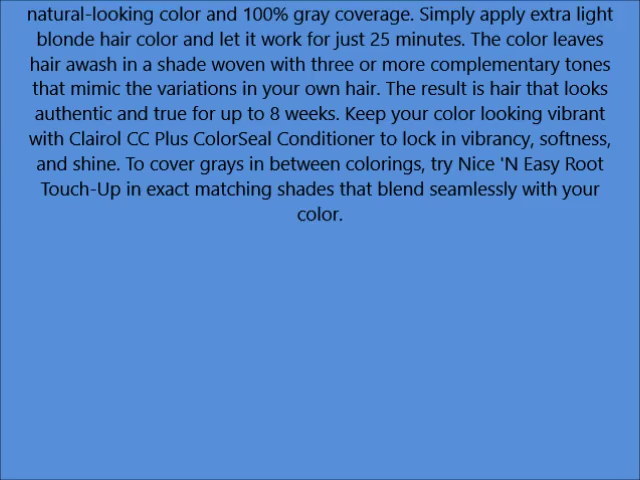 natural-looking color and 100% gray coverage. Simply apply extra light
blonde hair color and let it work for just 25 minutes. The color leaves
hair awash in a shade woven with three or more complementary tones
that mimic the variations in your own hair. The result is hair that looks
authentic and true for up to 8 weeks. Keep your color looking vibrant
with Clairol CC Plus ColorSeal Conditioner to lock in vibrancy, softness,
and shine. To cover grays in between colorings, try Nice 'N Easy Root
Touch-Up in exact matching shades that blend seamlessly with your
color.